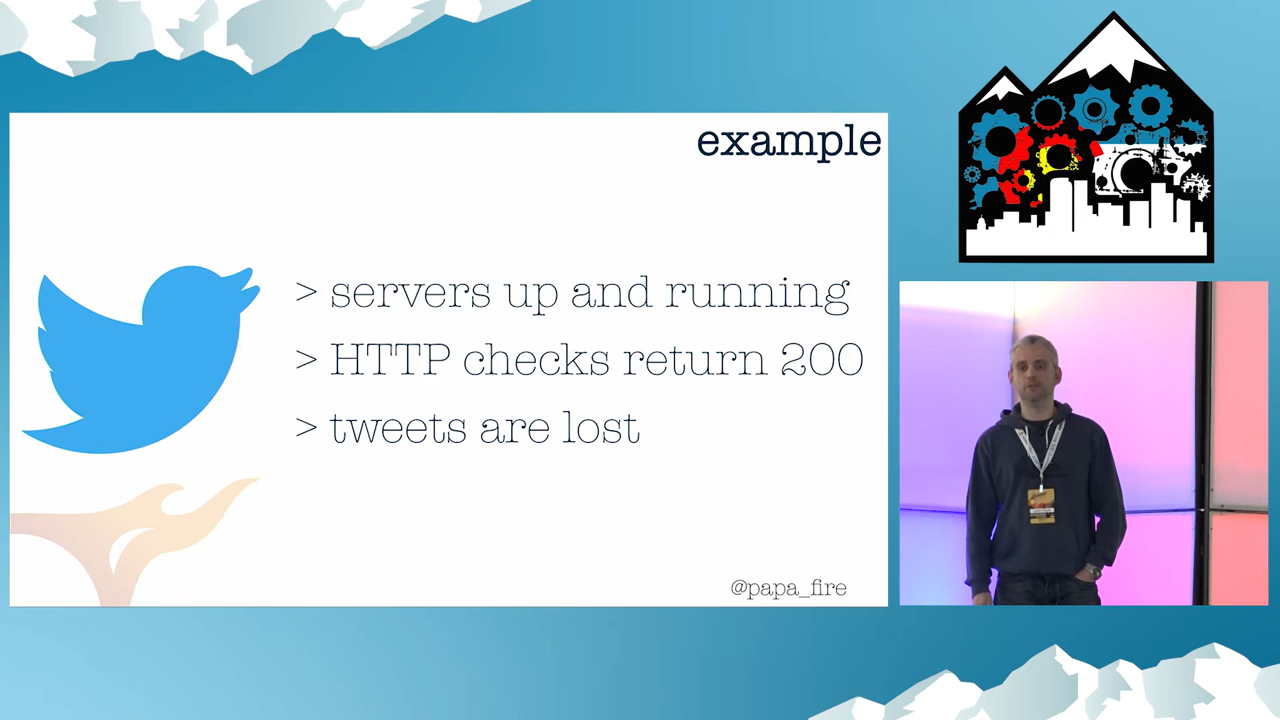 example
> servers up and running
> HTTP checks return 200
> tweets are lost
@papa_fire